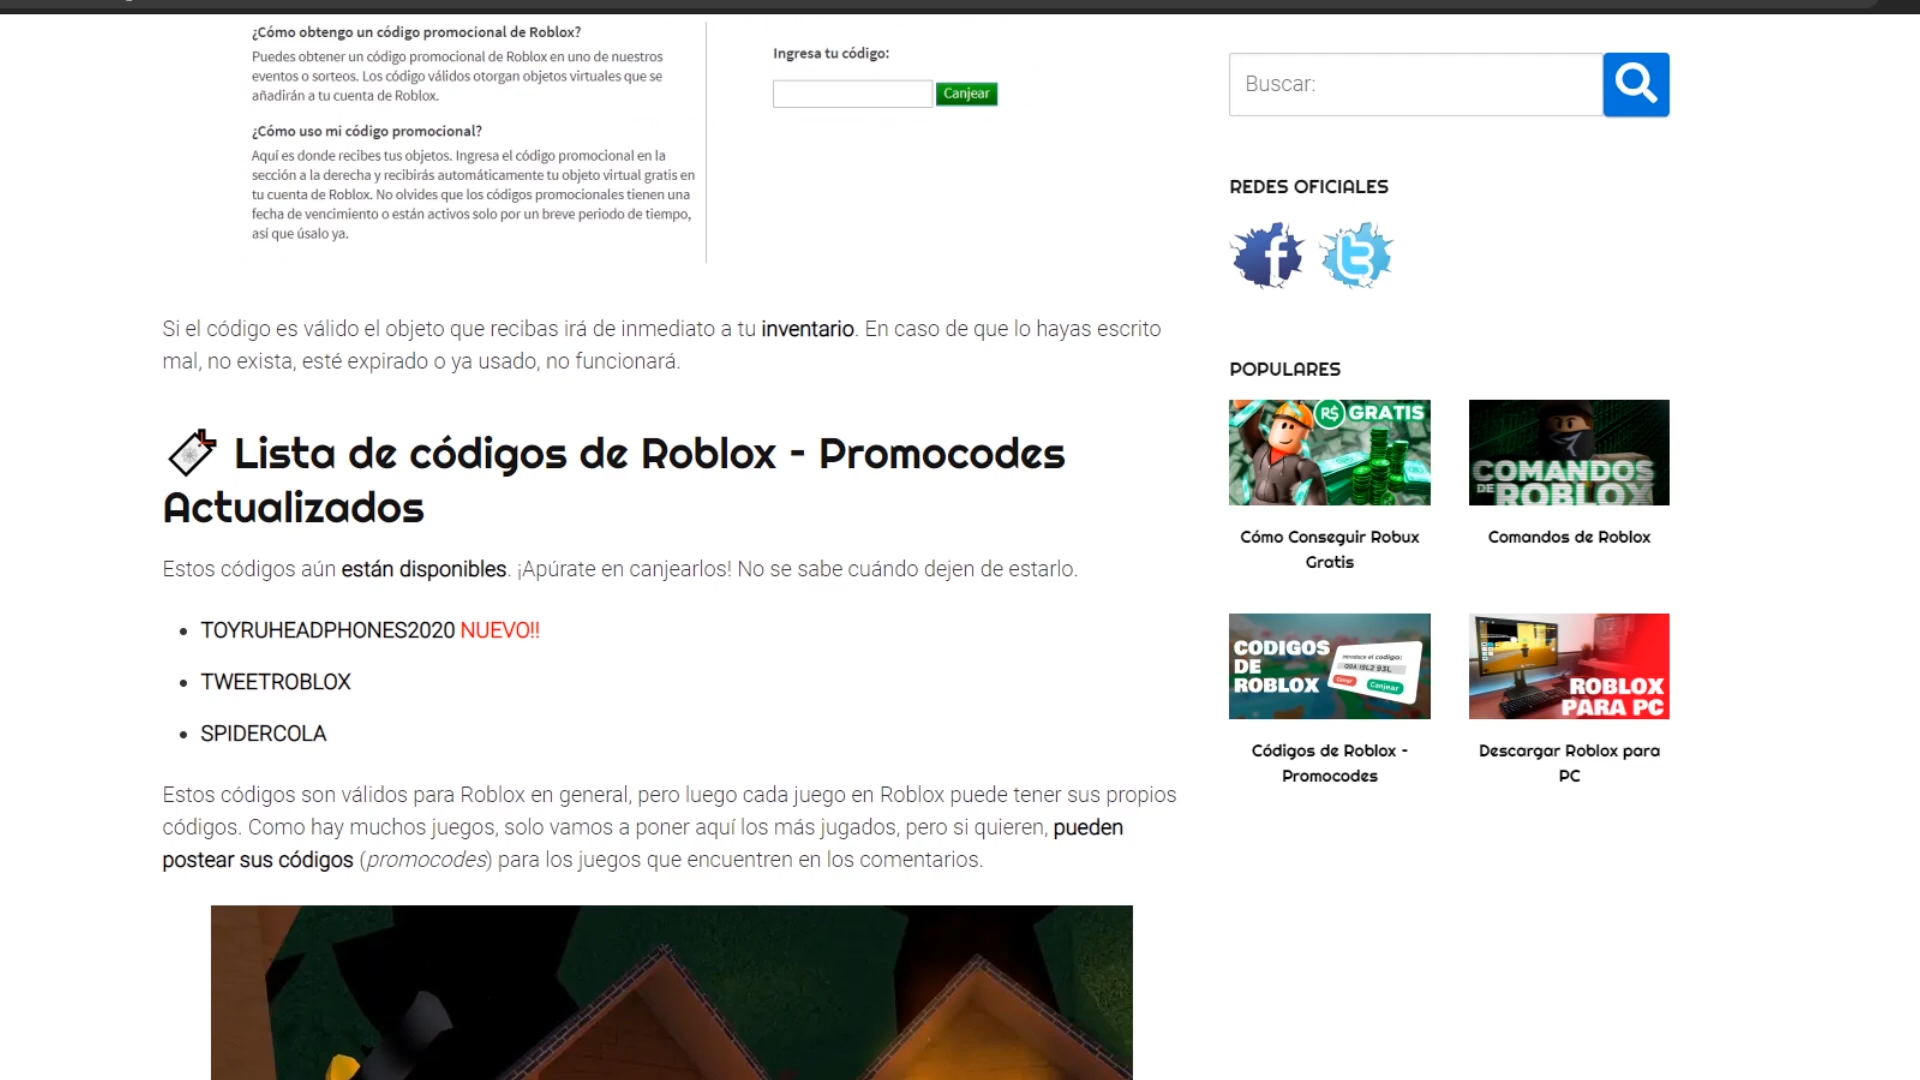 ¿Cómo obtengo un código promocional de Roblox?
Puedes obtener un código promocional de Roblox en uno de nuestros
eventos o sorteos. Los código válidos otorgan objetos virtuales que se
añadirán a tu cuenta de Roblox.
¿Cómo uso mi código promocional?
Aquí es donde recibes tus objetos. Ingresa el código promocional en la
sección a la derecha y recibirás automáticamente tu objeto virtual gratis en
tu cuenta de Roblox. No olvides que los códigos promocionales tienen una
fecha de vencimiento o están activos solo por un breve periodo de tiempo,
así que úsalo ya.
Ingresa tu código:
Canjear
Si el código es válido el objeto que recibas irá de inmediato a tu inventario. En caso de que lo hayas escrito
mal, no exista, esté expirado o ya usado, no funcionará.
Lista de códigos de Roblox - Promocodes
Actualizados
Estos códigos aún están disponibles. ¡Apúrate en canjearlos! No se sabe cuándo dejen de estarlo.
TOYRUHEADPHONES2020 NUEVO!!
TWEETROBLOX
SPIDERCOLA
Estos códigos son válidos para Roblox en general, pero luego cada juego en Roblox puede tener sus propios
códigos. Como hay muchos juegos, solo vamos a poner aquí los más jugados, pero si quieren, pueden
postear sus códigos (promocodes) para los juegos que encuentren en los comentarios.
Buscar:
REDES OFICIALES
POPULARES
R$ GRATIS
Cómo Conseguir Robux
Gratis
COMANDOS
DE ROBLOX
Comandos de Roblox
CODIGOS
DE
ROBLOX
Introduce el codigo:
Canjear
Códigos de Roblox -
Promocodes
ROBLOX
PARA PC
Descargar Roblox para
PC